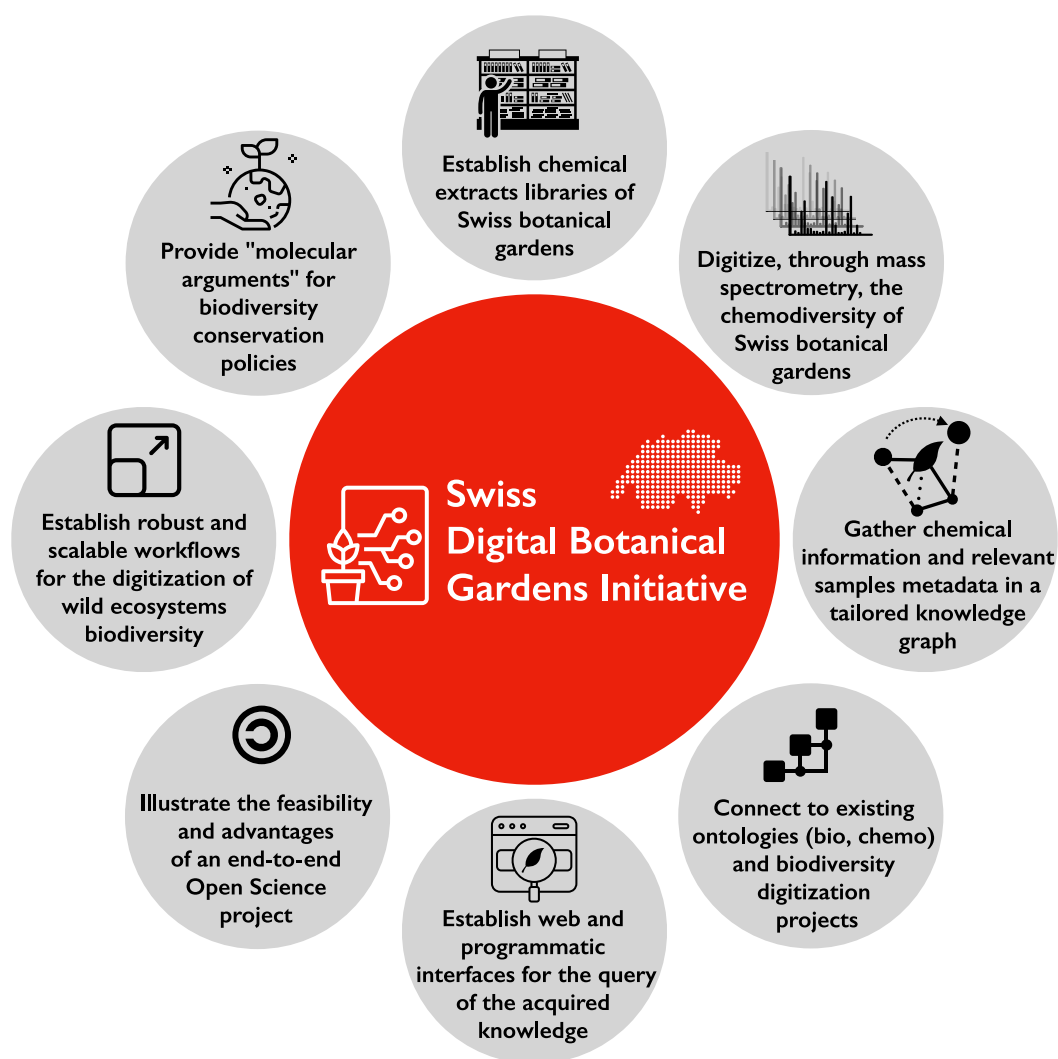 Establish chemical
extracts libraries of
Swiss botanical
gardens
Digitize, through mass
spectrometry, the
chemodiversity of
Swiss botanical
gardens
Gather chemical
information and relevant
samples metadata in a
tailored knowledge
graph
Connect to existing
ontologies (bio, chemo)
and biodiversity
digitization
projects
Establish web and
programmatic
interfaces for the query
of the acquired
knowledge
Illustrate the feasibility
and advantages
of an end-to-end
Open Science
project
Establish robust and
scalable workflows
for the digitization of
wild ecosystems
biodiversity
Provide "molecular
arguments" for
biodiversity
conservation
policies
Swiss
Digital Botanical
Gardens Initiative